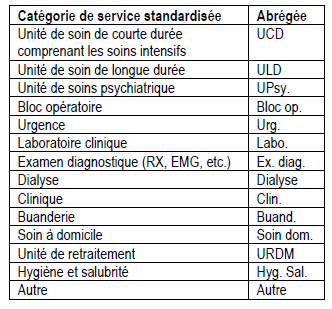 Catégorie de service standardisée Abrégée
Unité de soin de courte durée UCD
comprenant les soins intensifs
Unité de soin de longue durée ULD
Unité de soins psychiatrique UPsy.
Bloc opératoire Bloc op.
Urgence Urg.
Laboratoire clinique Labo.
Examen diagnostique (RX, EMG, etc.) Ex. diag.
Dialyse Dialyse
Clinique Clin.
Buanderie Buand.
Soin à domicile Soin dom.
Unité de retraitement URDM
Hygiène et salubrité Hyg. Sal.
Autre Autre